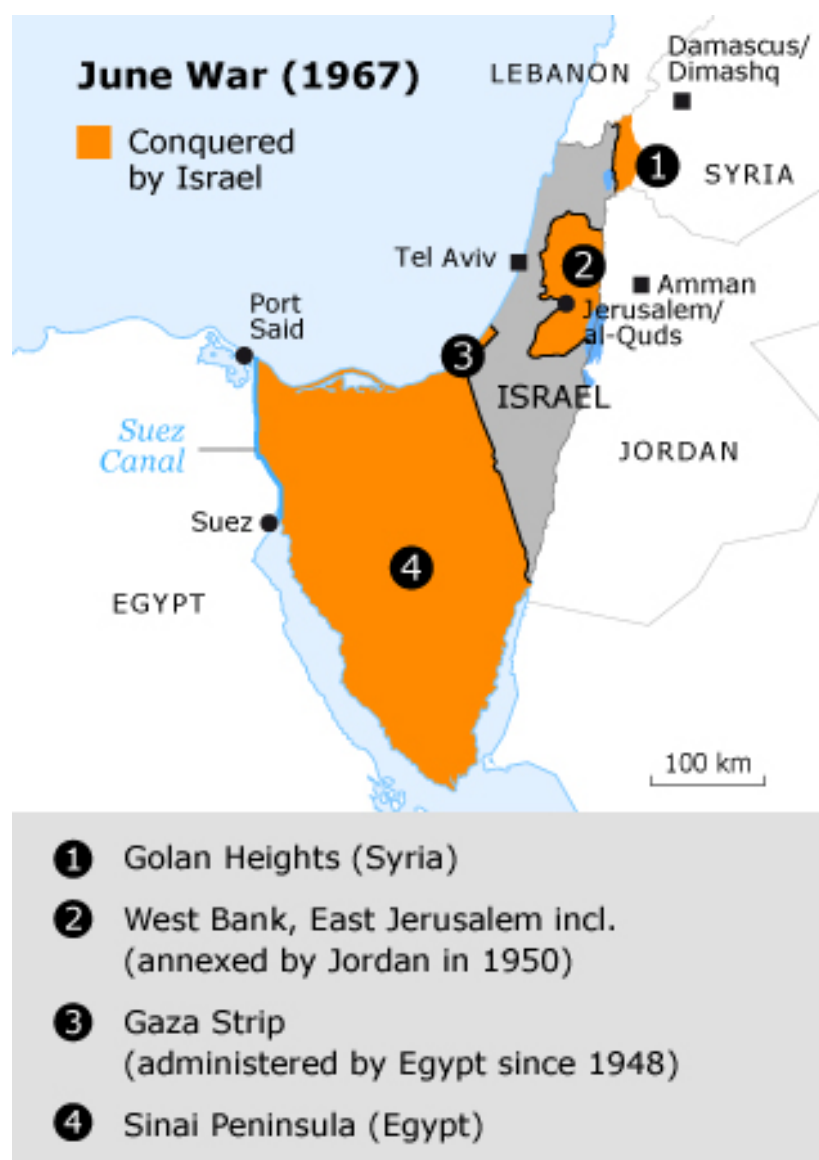 June War (1967)
Conquered
by Israel
LEBANON
Damascus/
Dimashq
1
SYRIA
Tel Aviv
2
Amman
Jerusalem/
al-Quds
Port
Said
3
ISRAEL
Suez
Canal
JORDAN
Suez
4
EGYPT
100 km
1 Golan Heights (Syria)
2 West Bank, East Jerusalem incl.
(annexed by Jordan in 1950)
3 Gaza Strip
(administered by Egypt since 1948)
4 Sinai Peninsula (Egypt)